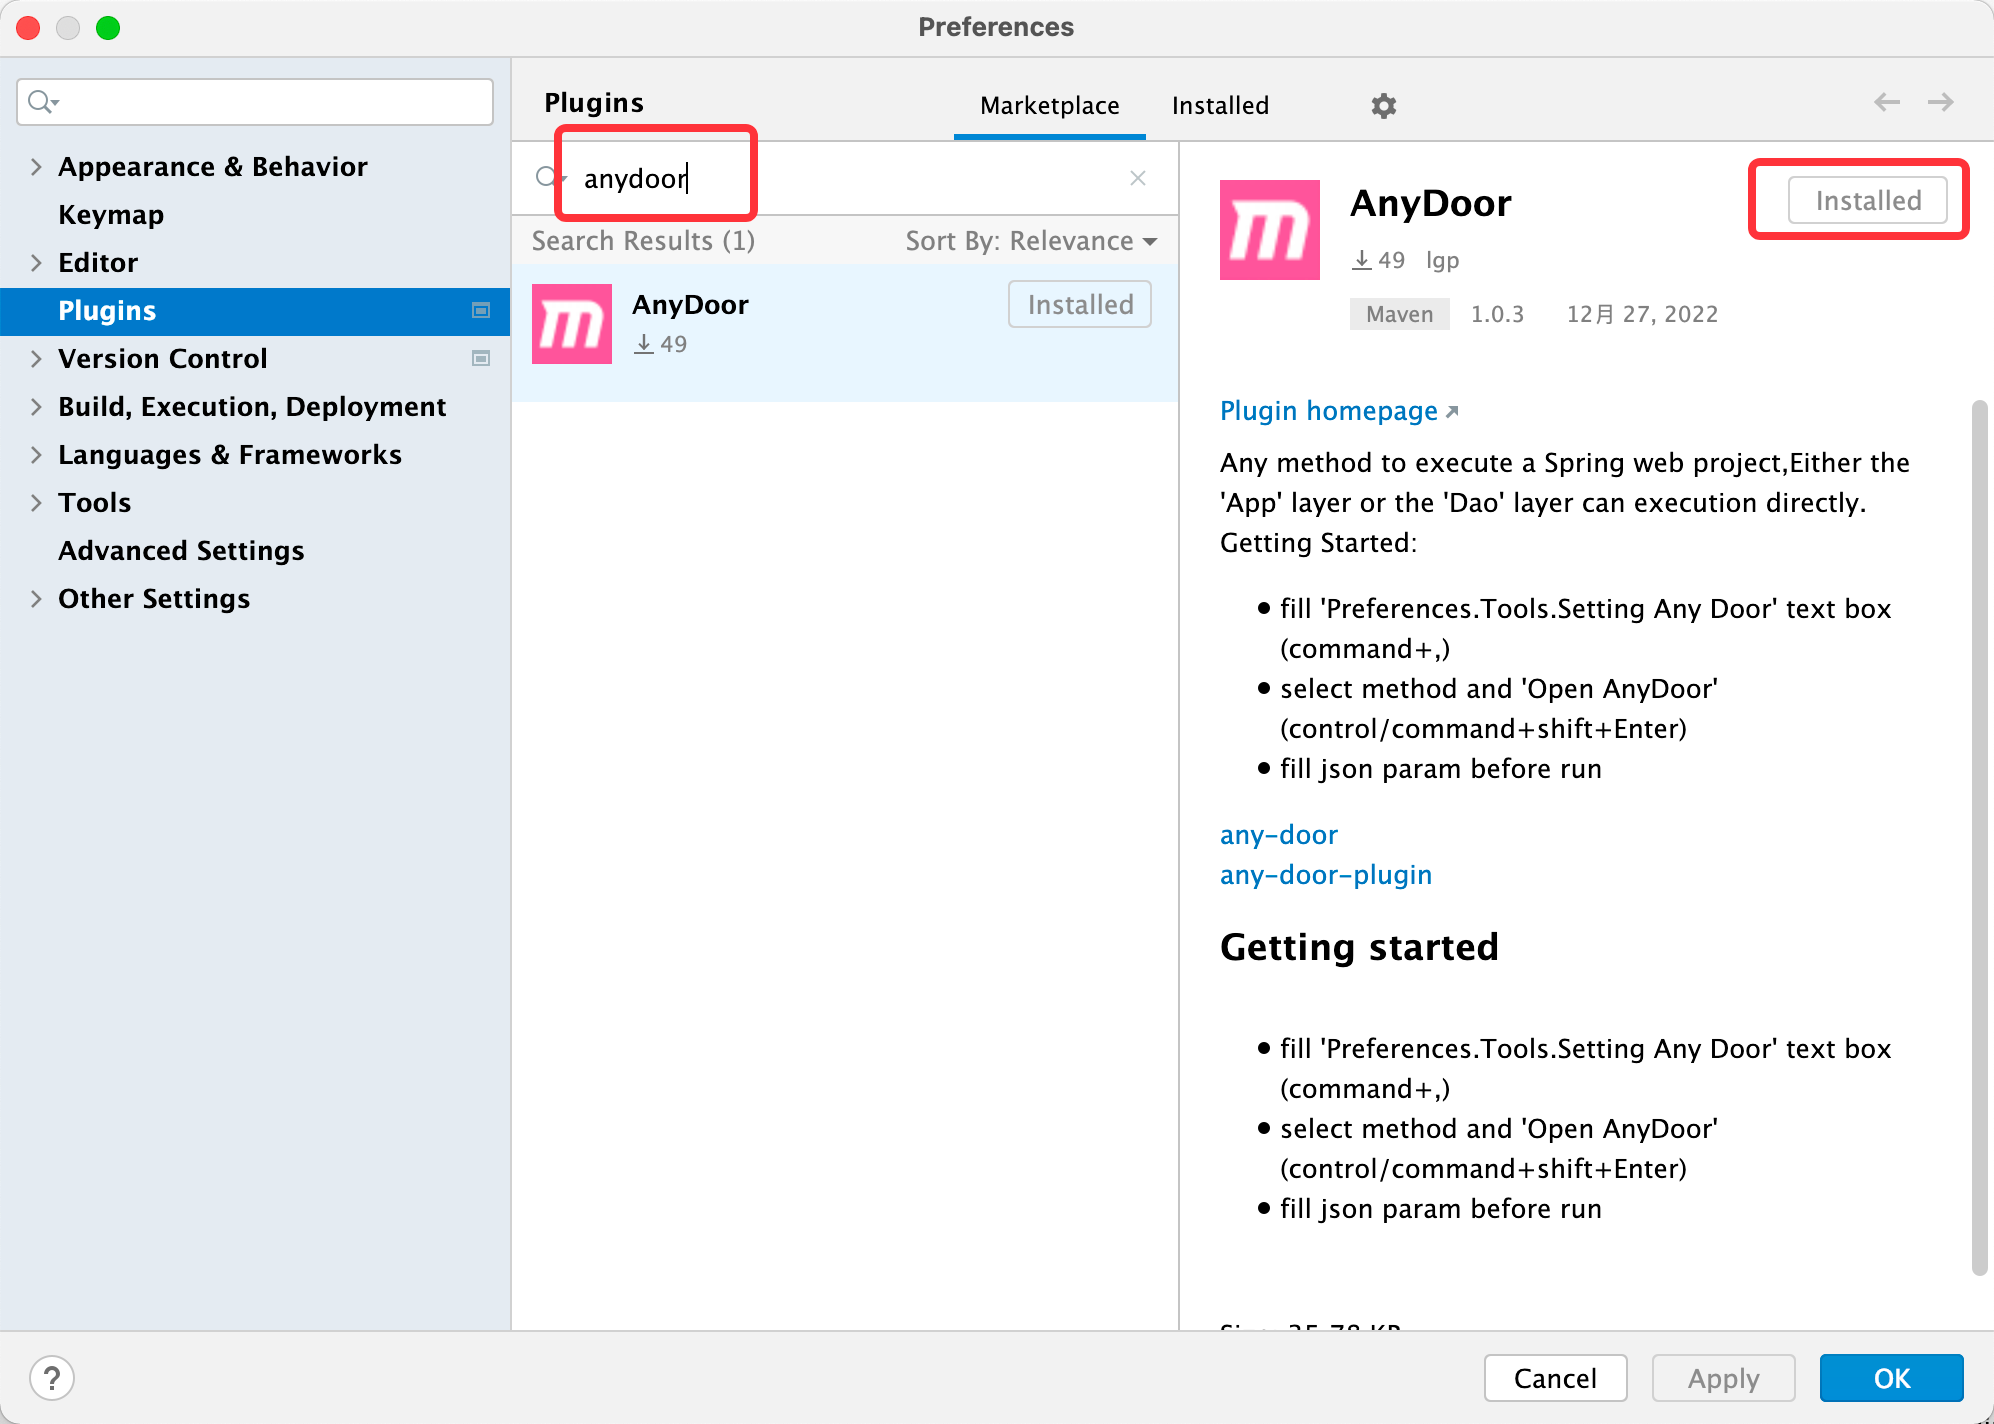 Preferences
Plugins
Marketplace
Installed
Appearance & Behavior
Keymap
Editor
Plugins
Version Control
Build, Execution, Deployment
Languages & Frameworks
Tools
Advanced Settings
Other Settings
anydoor
Search Results (1)
Sort By: Relevance
AnyDoor
Installed
49
AnyDoor
Installed
49 lgp
Maven 1.0.3 12月 27, 2022
Plugin homepage
Any method to execute a Spring web project,Either the
'App' layer or the 'Dao' layer can execution directly.
Getting Started:
fill 'Preferences.Tools.Setting Any Door' text box
(command+,)
select method and 'Open AnyDoor'
(control/command+shift+Enter)
fill json param before run
any-door
any-door-plugin
Getting started
fill 'Preferences.Tools.Setting Any Door' text box
(command+,)
select method and 'Open AnyDoor'
(control/command+shift+Enter)
fill json param before run
?
Cancel
Apply
OK